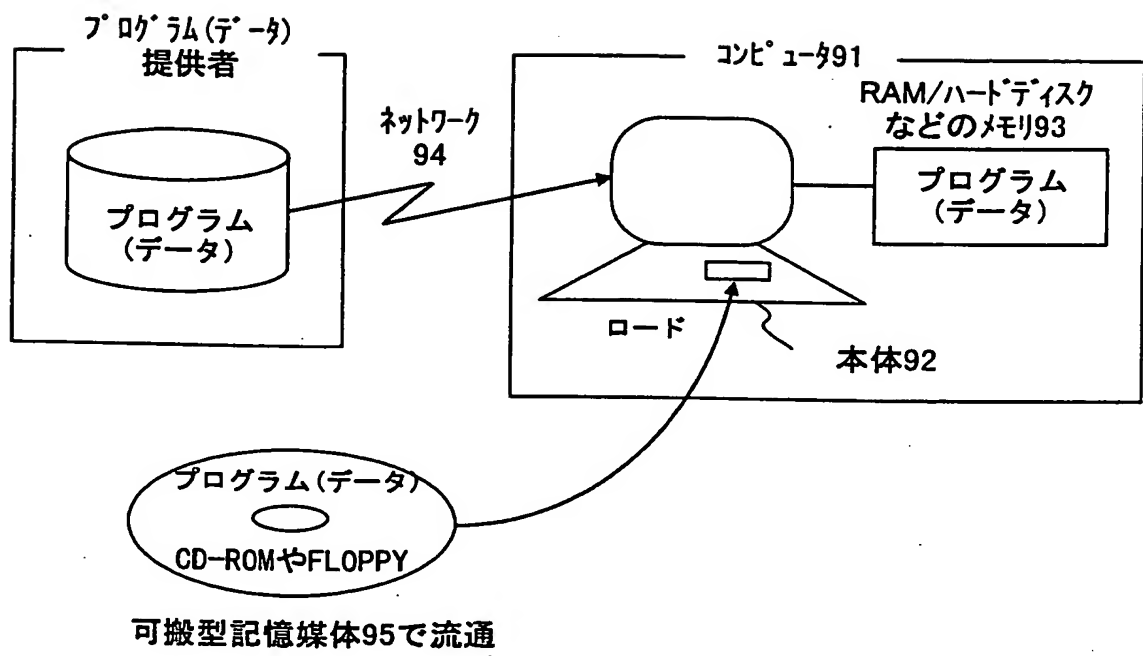 プログラム(データ)
提供者
プログラム
(データ)
ネットワーク
94
コンピュータ91
RAM/ハードディスク
などのメモリ93
プログラム
(データ)
ロード
本体92
プログラム(データ)
CD-ROMやFLOPPY
可搬型記憶媒体95で流通